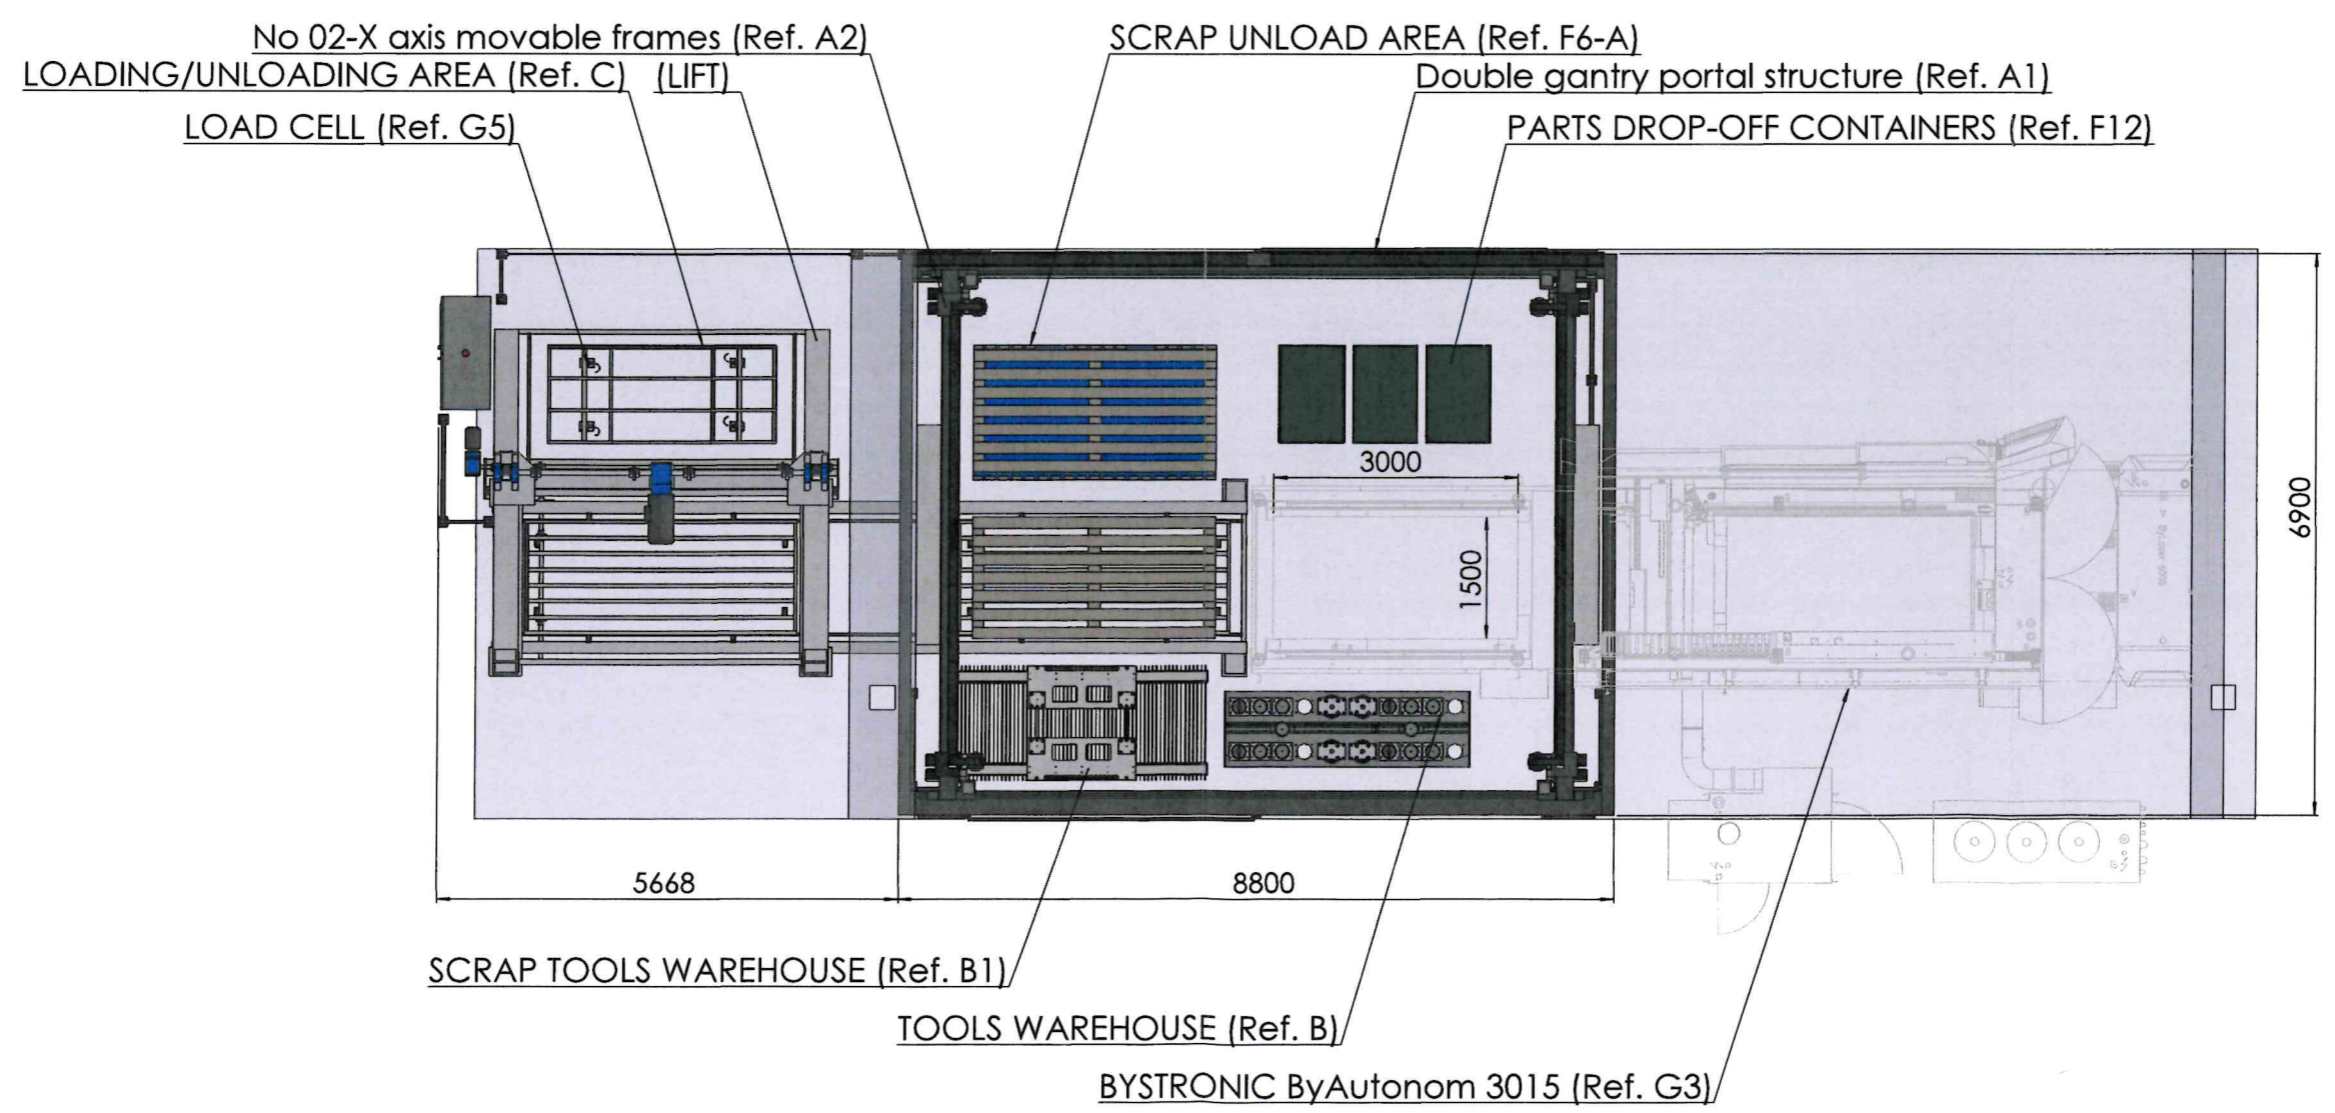 No 02-X axis movable frames (Ref. A2)
SCRAP UNLOAD AREA (Ref. F6-A)
LOADING/UNLOADING AREA (Ref. C) (LIFT)
Double gantry portal structure (Ref. A1)
LOAD CELL (Ref. G5)
PARTS DROP-OFF CONTAINERS (Ref. F12)
3000
1500
6900
5668
8800
SCRAP TOOLS WAREHOUSE (Ref. B1)
TOOLS WAREHOUSE (Ref. B)
BYSTRONIC ByAutonom 3015 (Ref. G3)